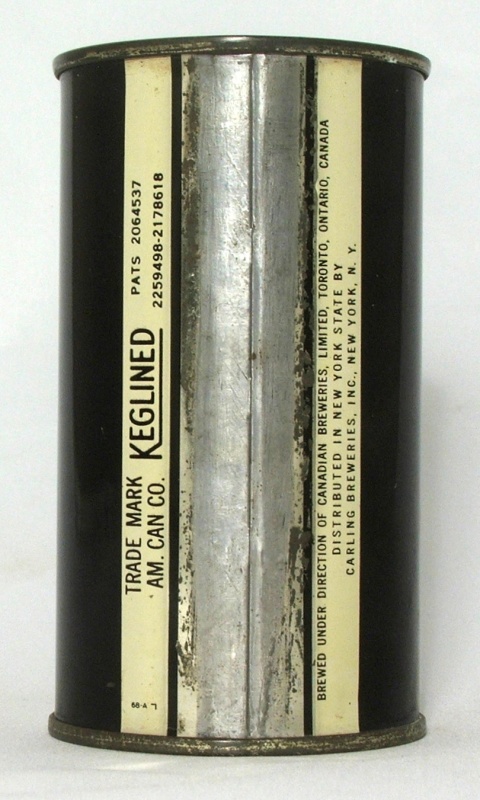 TRADE MARK KEGLINED PATS 2064537
AM. CAN CO. 2259498-2178618
68-A
BREWED UNDER DIRECTION OF CANADIAN BREWERIES, LIMITED, TORONTO, ONTARIO, CANADA
DISTRIBUTED IN NEW YORK STATE BY
CARLING BREWERIES, INC., NEW YORK, N. Y.